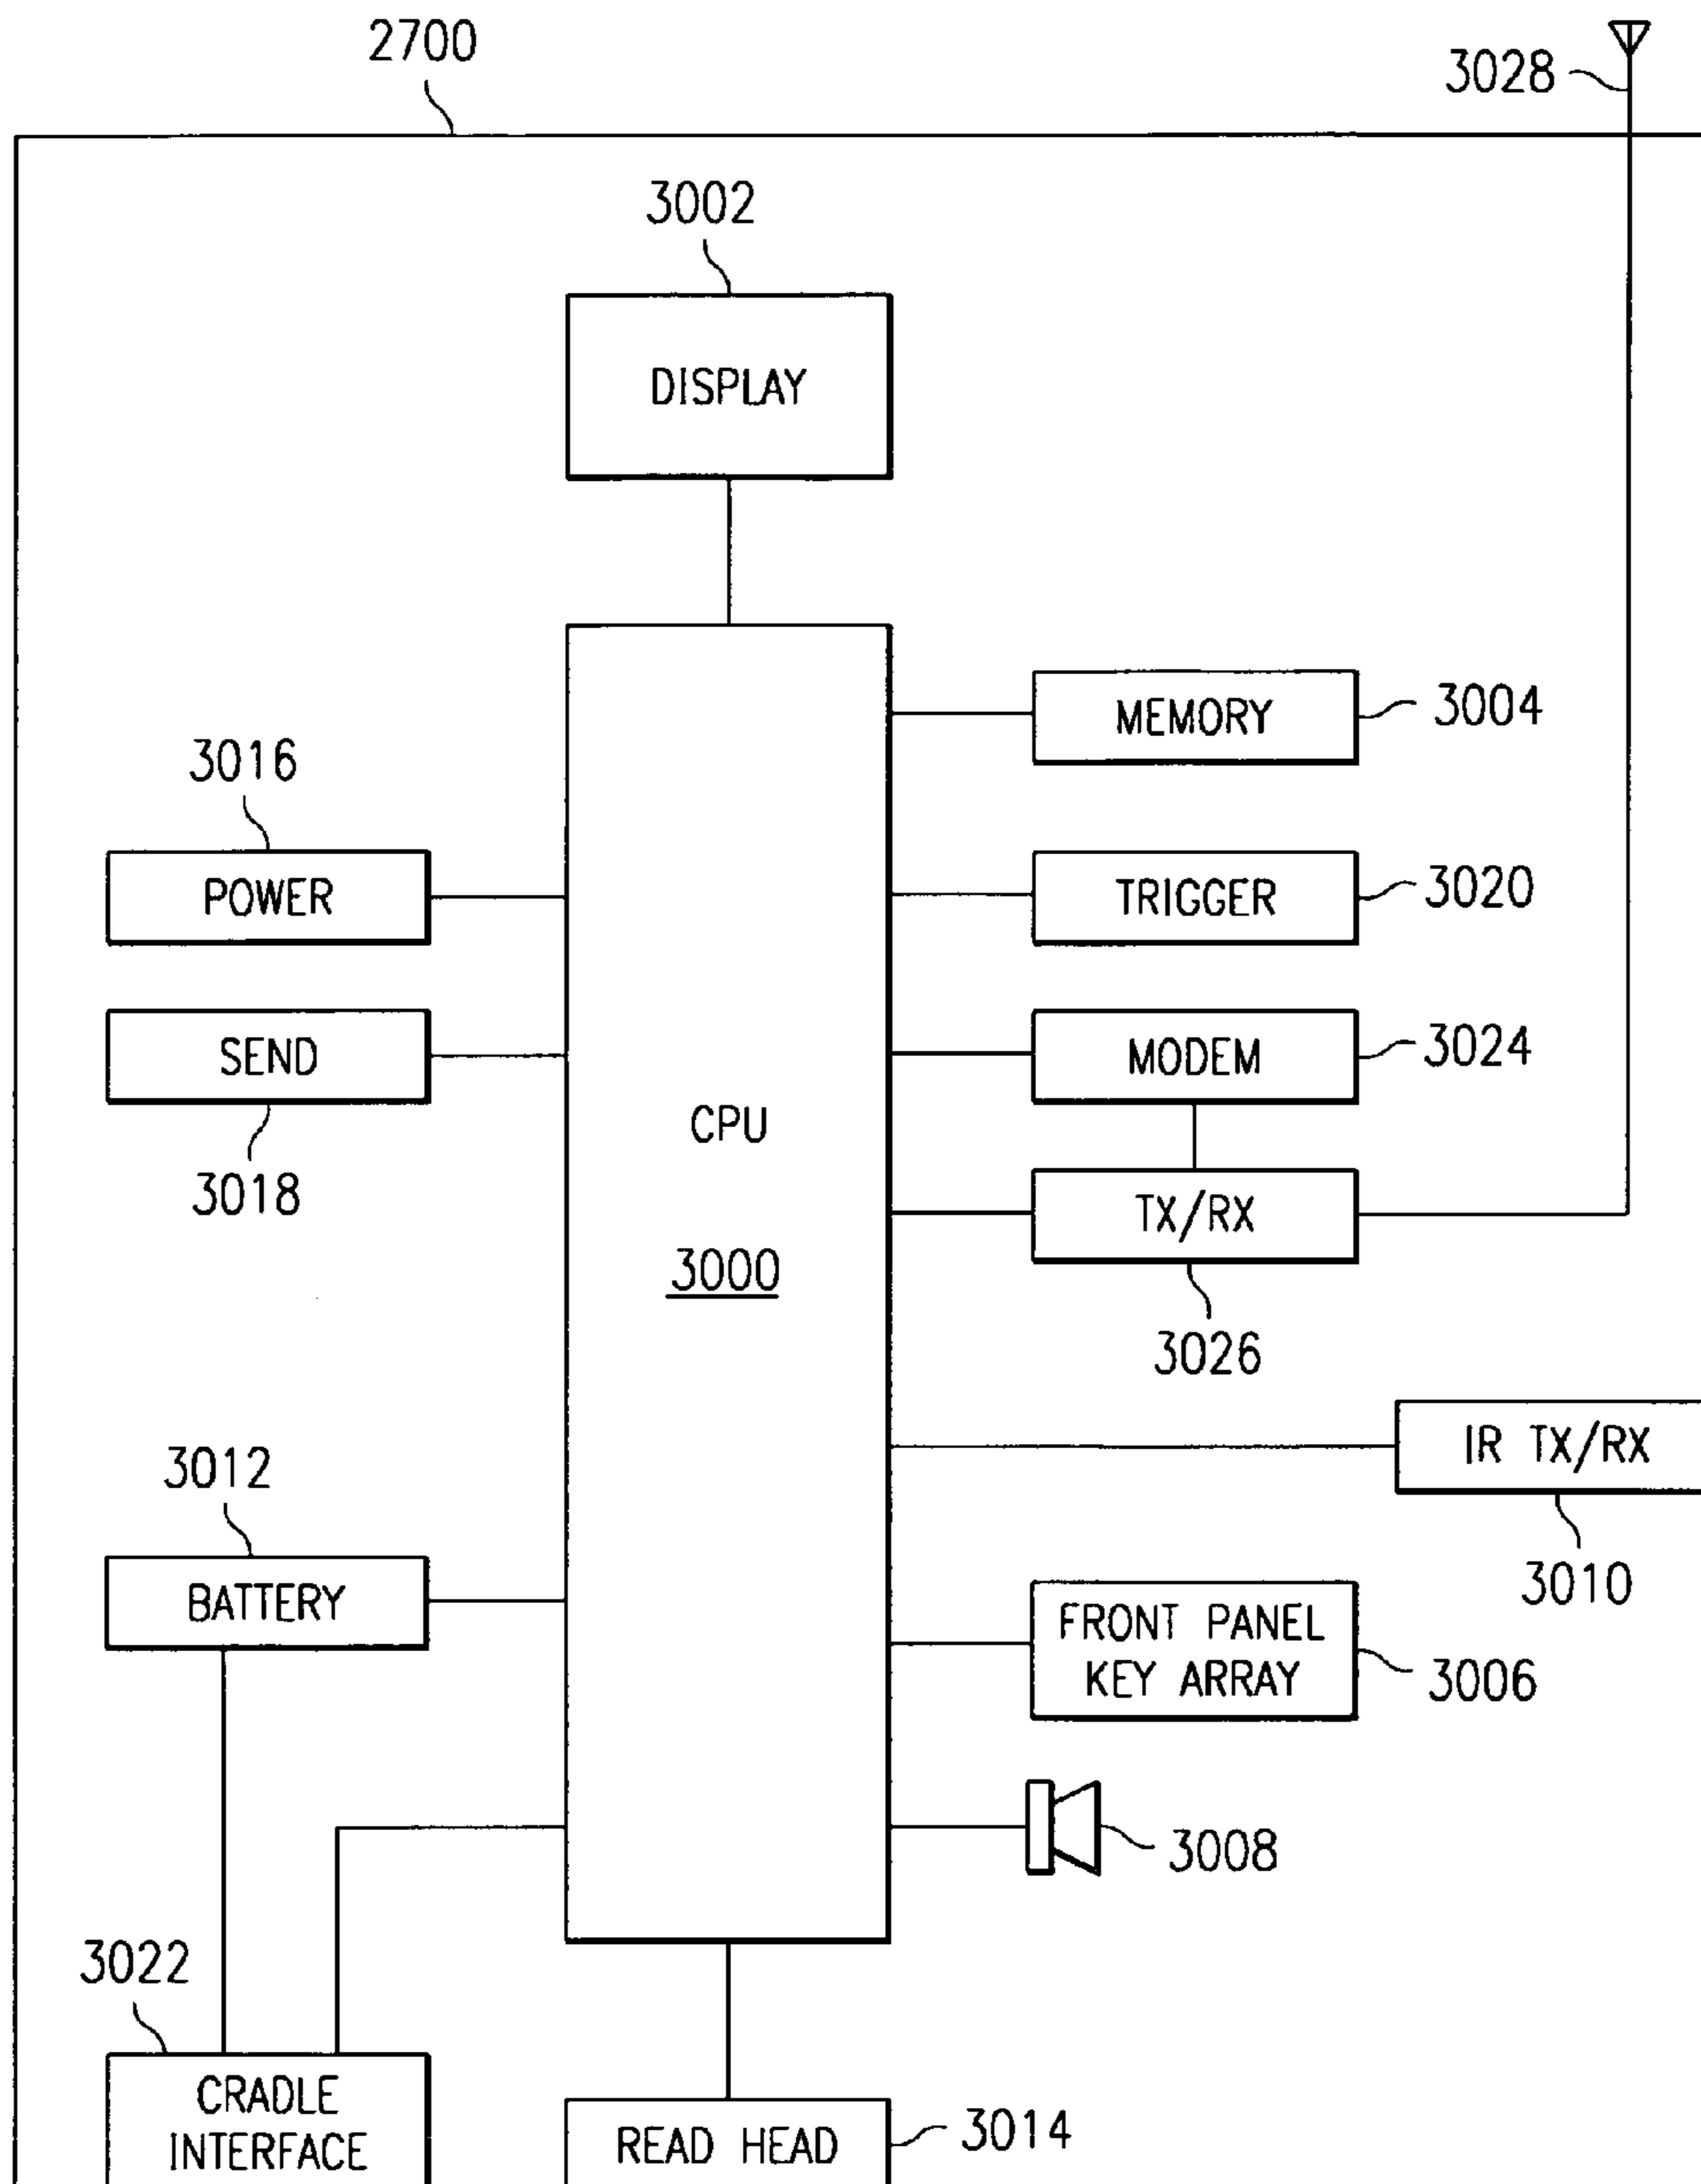 2700
3028
3002
DISPLAY
MEMORY
3004
3016
POWER
TRIGGER
3020
SEND
3018
MODEM
3024
CPU
3000
TX/RX
3026
IR TX/RX
3010
3012
BATTERY
FRONT PANEL
KEY ARRAY
3006
3008
3022
CRADLE
INTERFACE
READ HEAD
3014